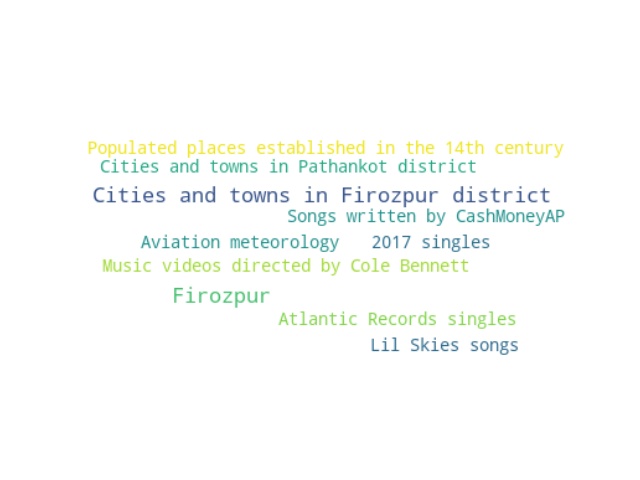 Populated places established in the 14th century
Cities and towns in Pathankot district
Cities and towns in Firozpur district
Songs written by CashMoneyAP
Aviation meteorology 2017 singles
Music videos directed by Cole Bennett
Firozpur
Atlantic Records singles
Lil Skies songs